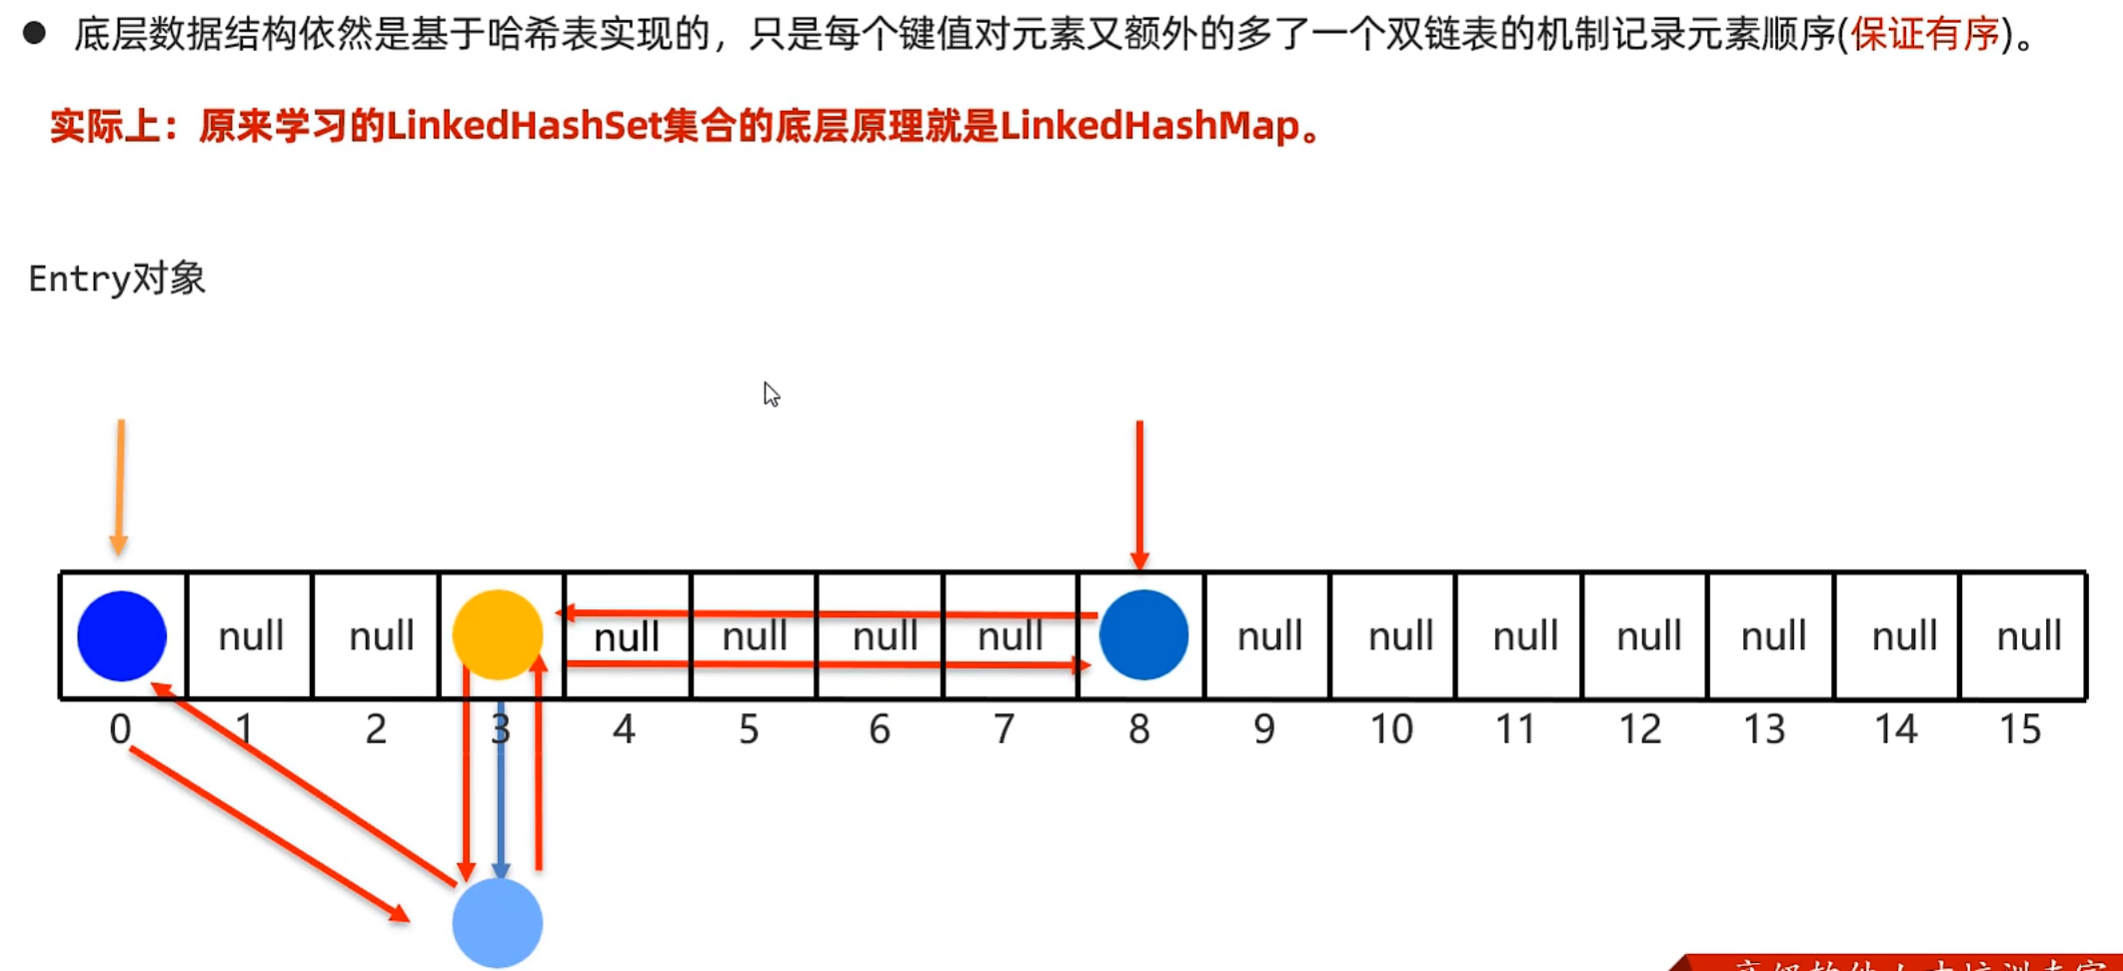 底层数据结构依然是基于哈希表实现的，只是每个键值对元素又额外的多了一个双链表的机制记录元素顺序(保证有序)。
实际上：原来学习的LinkedHashSet集合的底层原理就是LinkedHashMap。
Entry对象
null null null null null null null null null null null null null
0 1 2 3 4 5 6 7 8 9 10 11 12 13 14 15